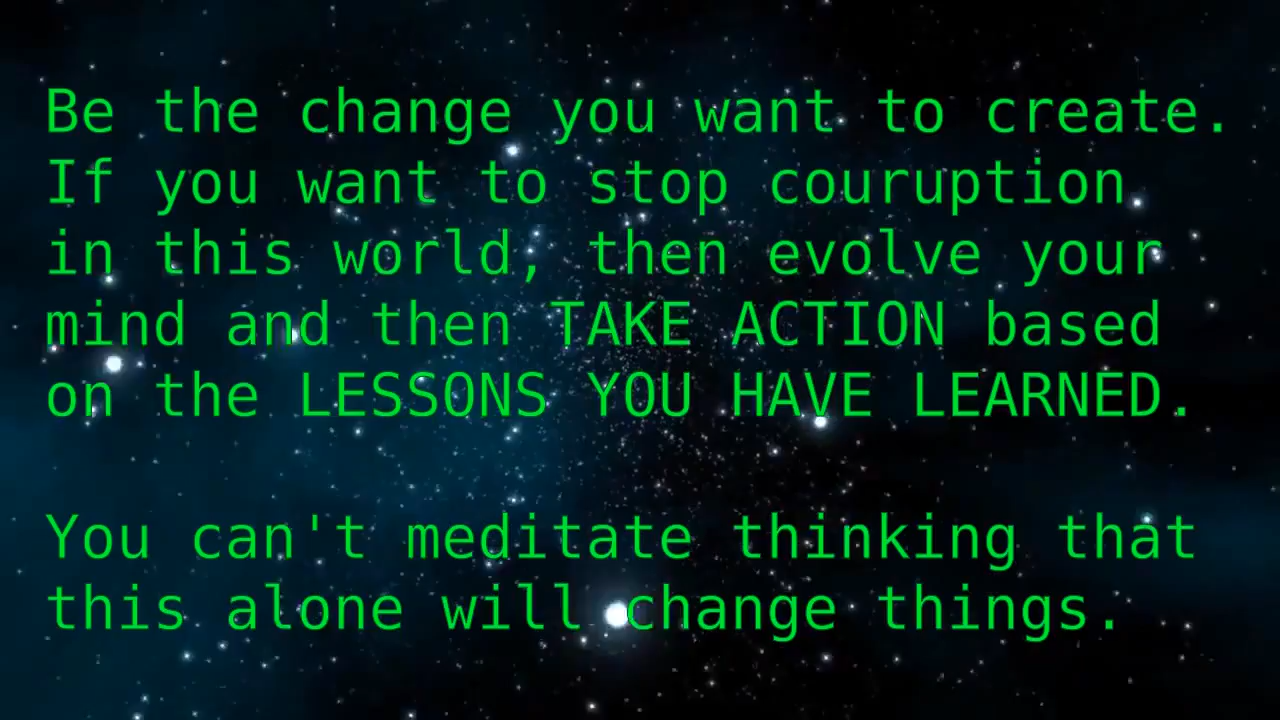 Be the change you want to create.
If you want to stop couruption
in this world, then evolve your
mind and then TAKE ACTION based
on the LESSONS YOU HAVE LEARNED.
You can't meditate thinking that
this alone will change things.